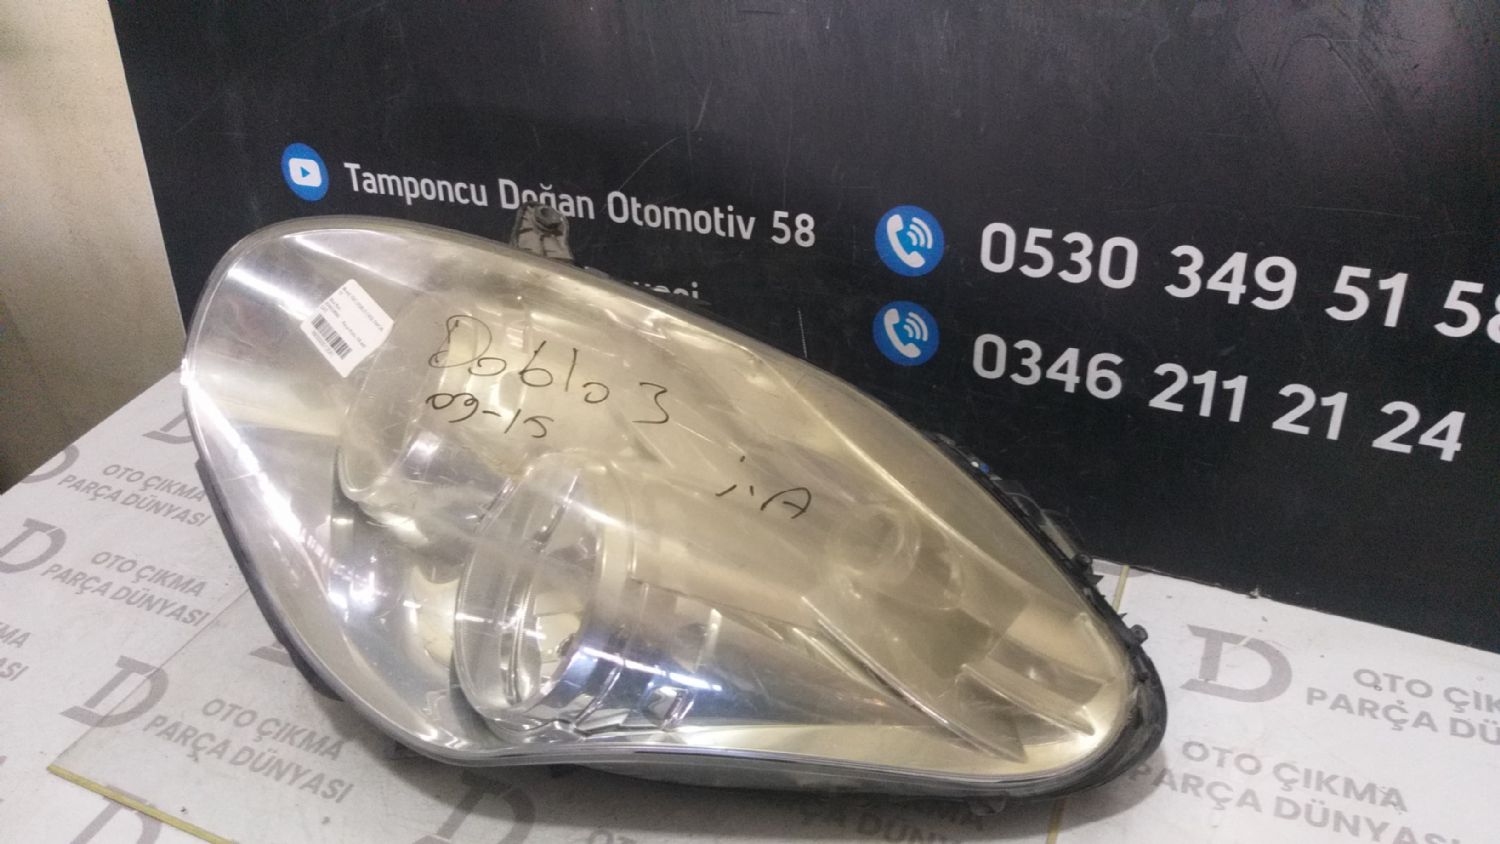 Tamponcu Doğan Otomotiv 58
0530 349 51 58
0346 211 21 24
Doblo 3
09-15
i.A
OTO ÇIKMA
PARÇA DÜNYASI
OTO ÇIKMA
PARÇA DÜNYASI
OTO ÇIKMA
PARÇA DÜNYASI
OTO ÇIKMA
PARÇA DÜNYASI